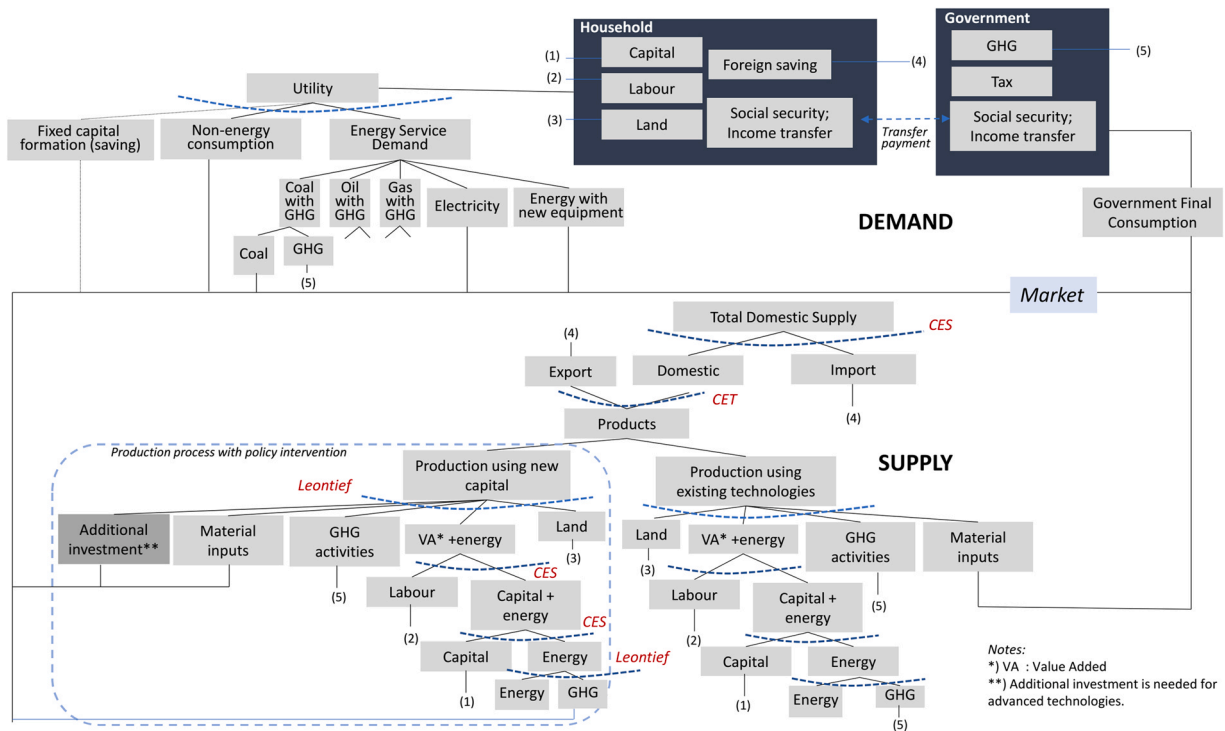 Household
Capital
Labour
Land
Foreign saving
Social security;
Income transfer
(1)
(2)
(3)
(4)
Transfer
payment
Government
GHG
Tax
Social security;
Income transfer
(5)
Utility
Fixed capital
formation (saving)
Non-energy
consumption
Energy Service
Demand
Coal
with
GHG
Oil
with
GHG
Gas
with
GHG
Electricity
Energy with
new equipment
Coal
GHG
(5)
DEMAND
Government Final
Consumption
Market
Total Domestic Supply
CES
(4)
Export
Domestic
Import
CET
(4)
Products
SUPPLY
Production process with policy intervention
Production using new
capital
Leontief
Additional
investment**
Material
inputs
GHG
activities
VA* +energy
Land
(3)
(5)
CES
Labour
Capital +
energy
(2)
CES
Capital
Energy
Leontief
(1)
Energy
GHG
Production using
existing technologies
Land
VA* +energy
GHG
activities
Material
inputs
(3)
(5)
Labour
Capital +
energy
(2)
Capital
Energy
(1)
Energy
GHG
(5)
Notes:
*) VA : Value Added
**) Additional investment is needed for
advanced technologies.